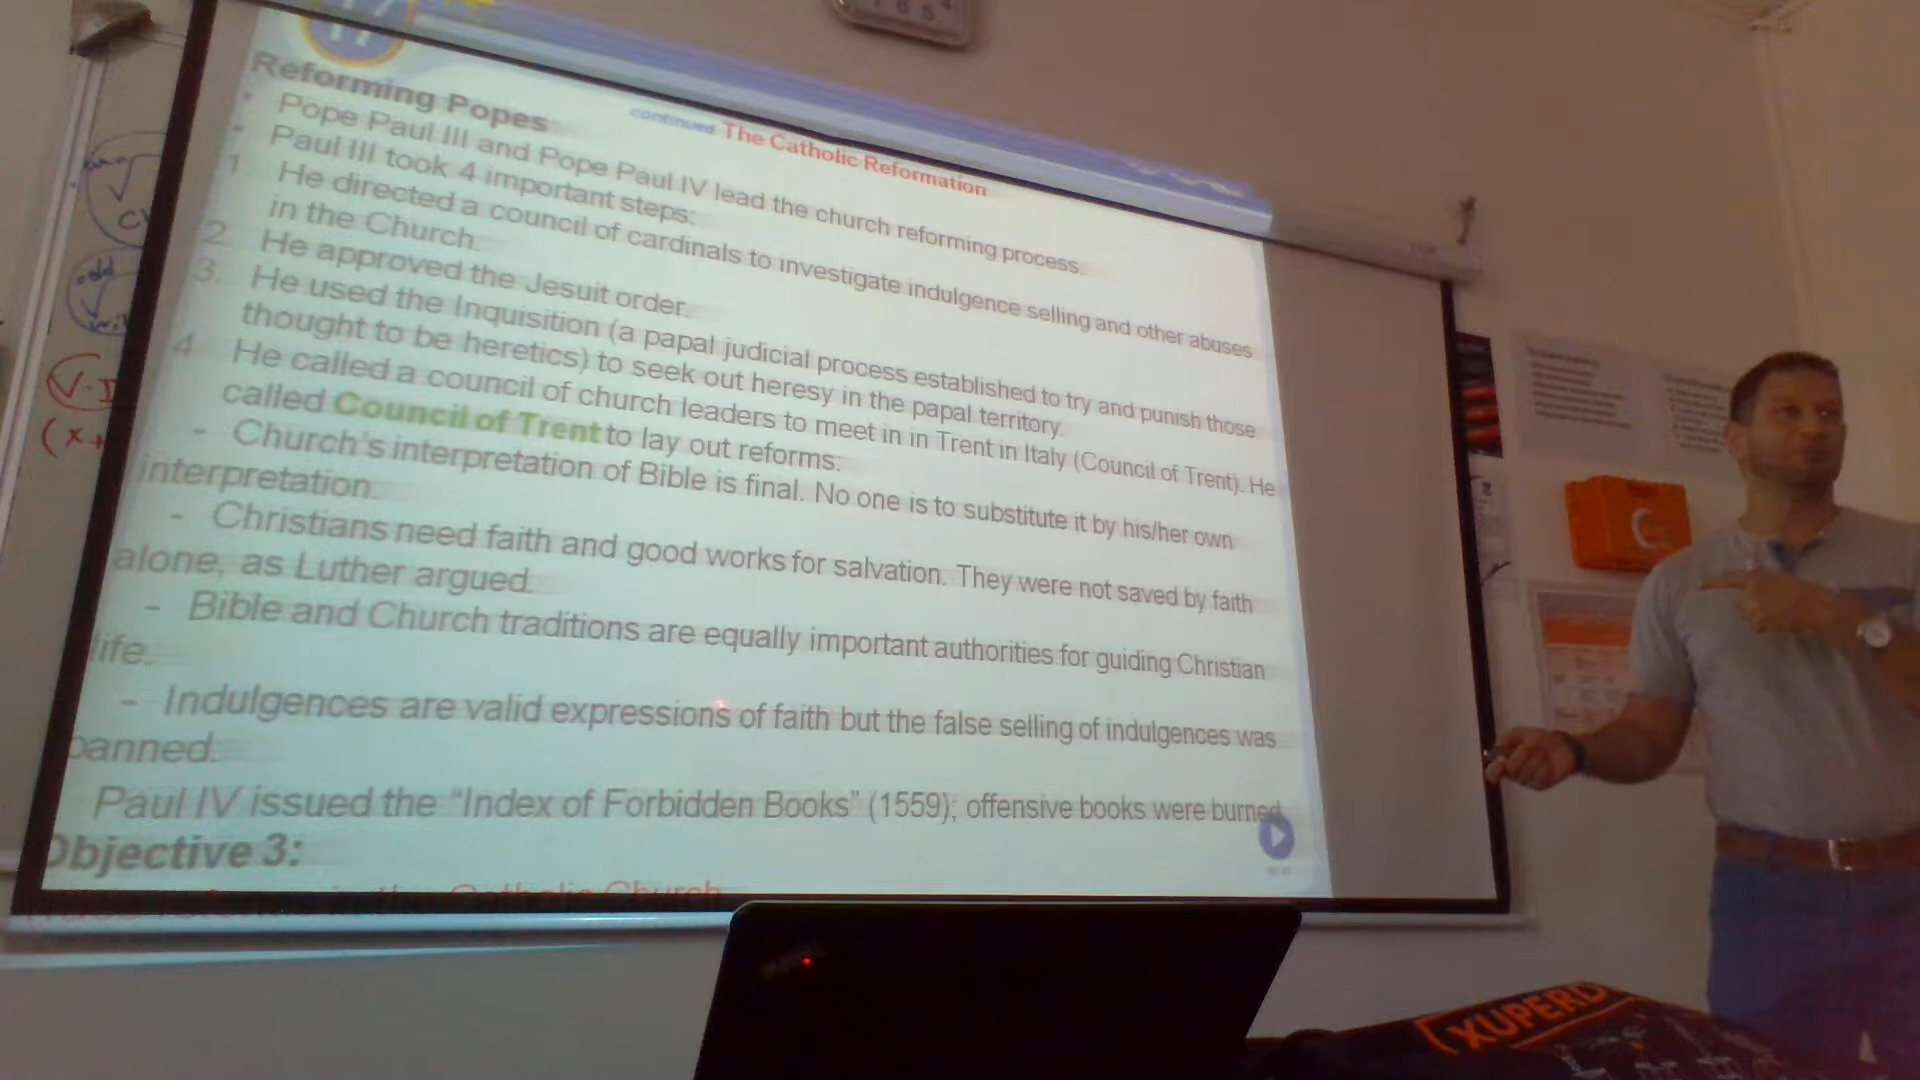 17
continued The Catholic Reformation
Reforming Popes
Pope Paul III and Pope Paul IV lead the church reforming process.
Paul III took 4 important steps:
1. He directed a council of cardinals to investigate indulgence selling and other abuses
in the Church.
2. He approved the Jesuit order.
3. He used the Inquisition (a papal judicial process established to try and punish those
thought to be heretics) to seek out heresy in the papal territory.
4 He called a council of church leaders to meet in in Trent in Italy (Council of Trent). He
called Council of Trent to lay out reforms:
- Church's interpretation of Bible is final. No one is to substitute it by his/her own
interpretation.
- Christians need faith and good works for salvation. They were not saved by faith
alone, as Luther argued.
- Bible and Church traditions are equally important authorities for guiding Christian
life.
- Indulgences are valid expressions of faith but the false selling of indulgences was
banned.
Paul IV issued the "Index of Forbidden Books" (1559); offensive books were burned
Objective 3:
Catholic Church
odd
(x+
XUPERD